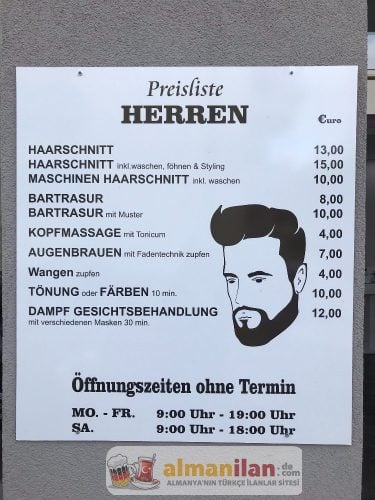 Preisliste
HERREN
€uro
HAARSCHNITT 13,00
HAARSCHNITT inkl.waschen, föhnen & Styling 15,00
MASCHINEN HAARSCHNITT inkl. waschen 10,00
BARTRASUR 8,00
BARTRASUR mit Muster 10,00
KOPFMASSAGE mit Tonicum 4,00
AUGENBRAUEN mit Fadentechnik zupfen 7,00
Wangen zupfen 4,00
TÖNUNG oder FÄRBEN 10 min. 10,00
DAMPF GESICHTSBEHANDLUNG 12,00
mit verschiedenen Masken 30 min.
Öffnungszeiten ohne Termin
MO. - FR. 9:00 Uhr - 19:00 Uhr
SA. 9:00 Uhr - 18:00 Uhr
almanilan.de.com
ALMANYA'NIN TÜRKÇE İLANLAR SİTESİ